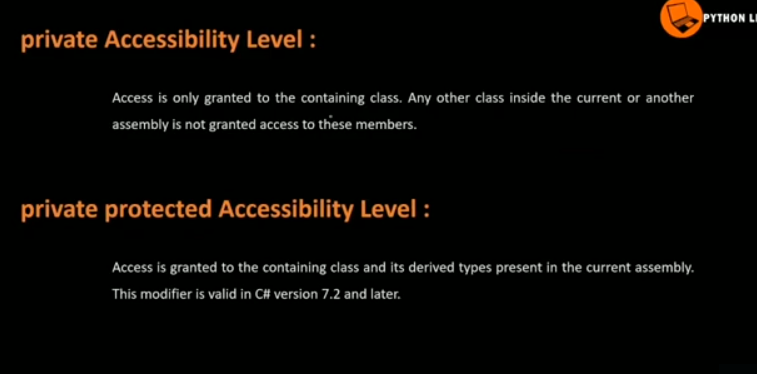 PYTHON LI
private Accessibility Level :
Access is only granted to the containing class. Any other class inside the current or another
assembly is not granted access to these members.
private protected Accessibility Level :
Access is granted to the containing class and its derived types present in the current assembly.
This modifier is valid in C# version 7.2 and later.